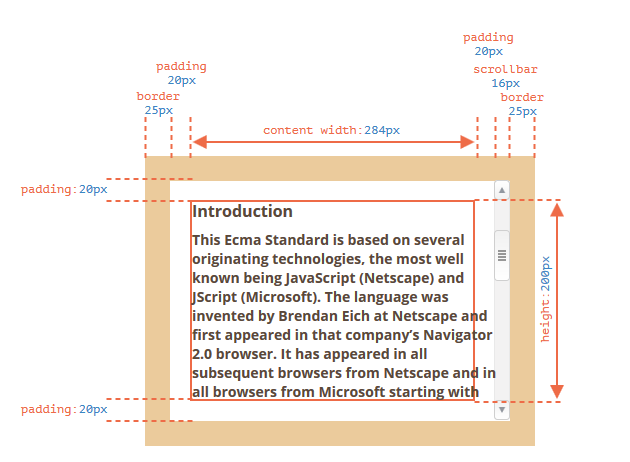 padding
20px
padding
20px
scrollbar
16px
border
25px
border
25px
content width:284px
padding:20px
Introduction
This Ecma Standard is based on several
originating technologies, the most well
known being JavaScript (Netscape) and
JScript (Microsoft). The language was
invented by Brendan Eich at Netscape and
first appeared in that company’s Navigator
2.0 browser. It has appeared in all
subsequent browsers from Netscape and in
all browsers from Microsoft starting with
height:200px
padding:20px